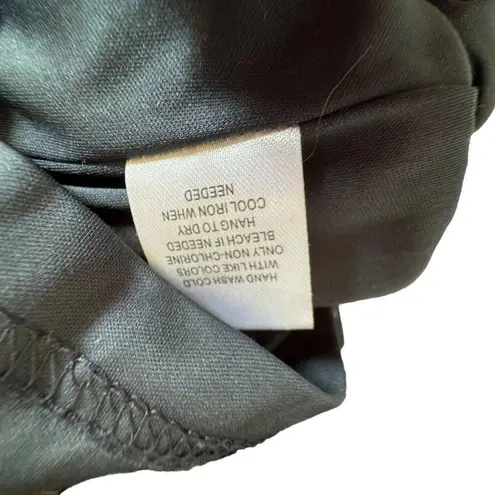 HAND WASH COLD
WITH LIKE COLORS
ONLY NON-CHLORINE
BLEACH IF NEEDED
HANG TO DRY
COOL IRON WHEN
NEEDED